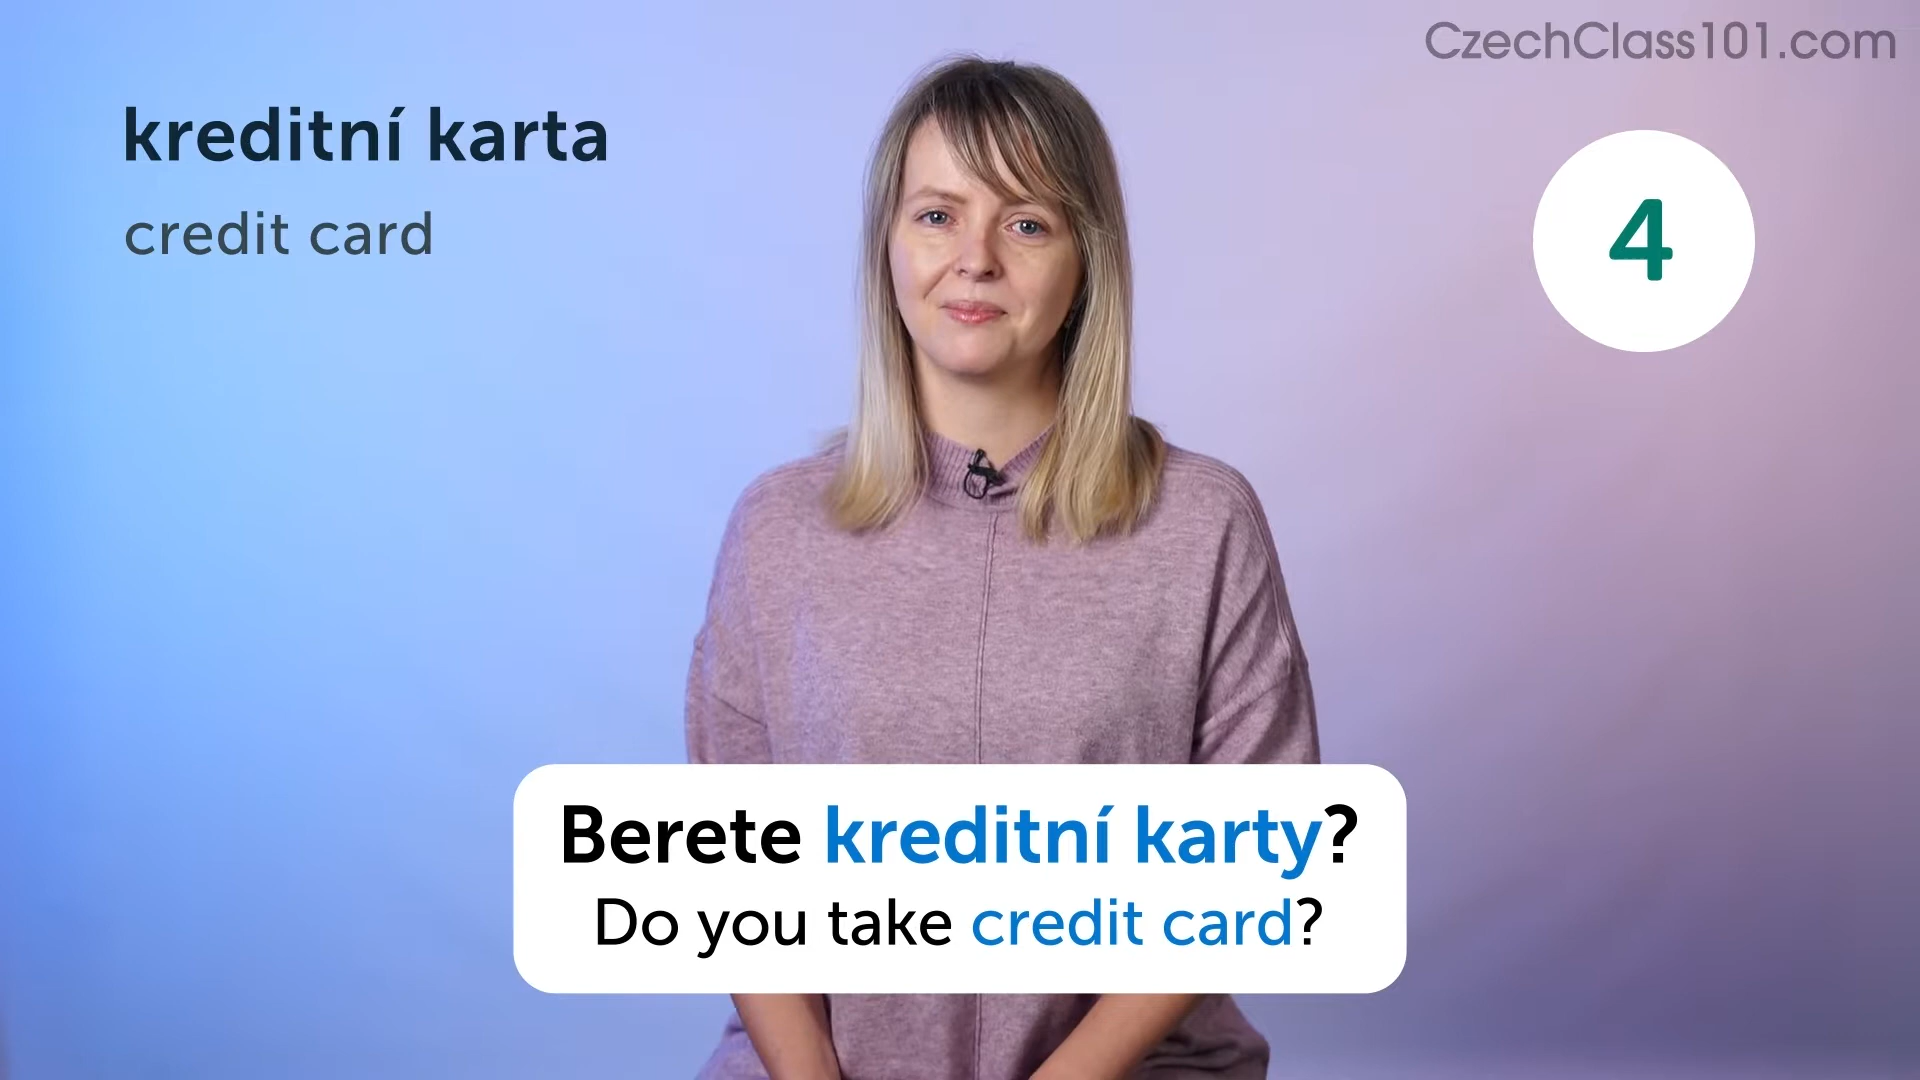 CzechClass101.com
kreditní karta
credit card
4
Berete kreditní karty?
Do you take credit card?